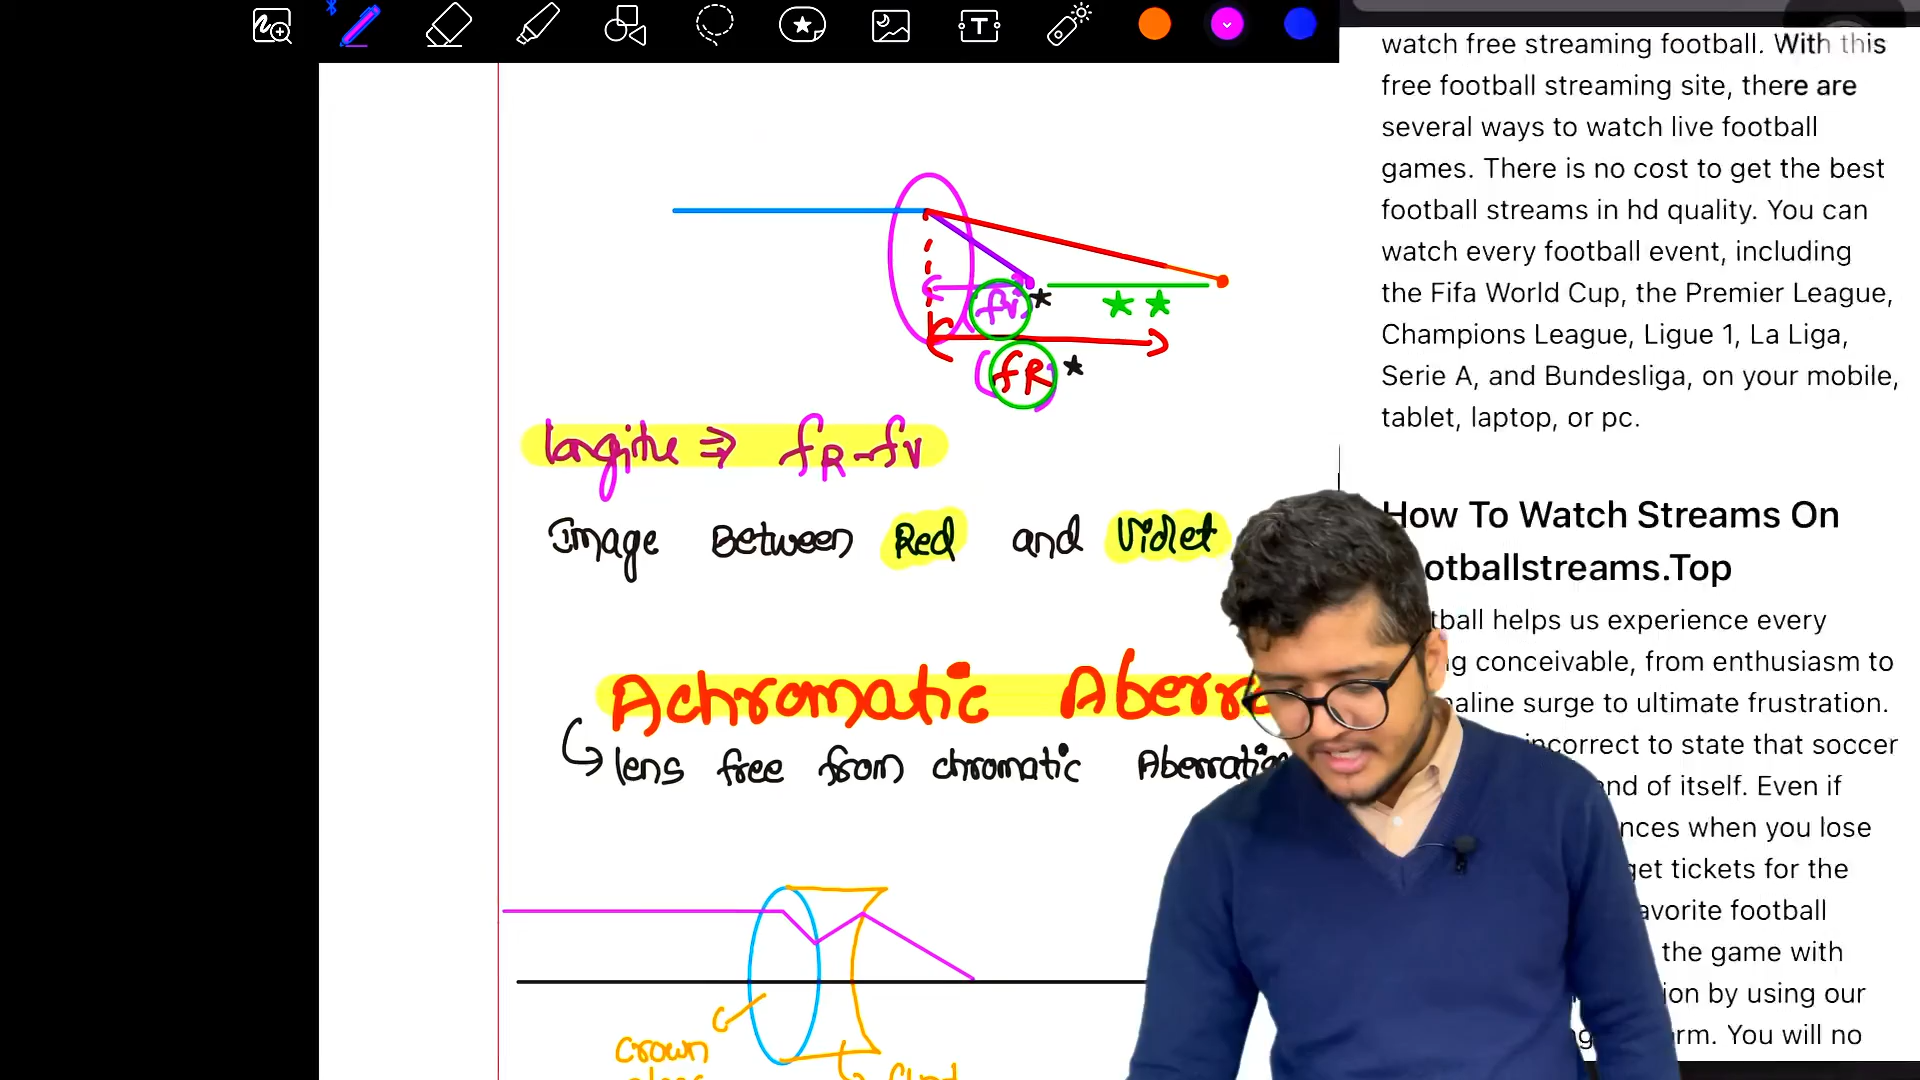 watch free streaming football. With this
free football streaming site, there are
several ways to watch live football
games. There is no cost to get the best
football streams in hd quality. You can
watch every football event, including
the Fifa World Cup, the Premier League,
Champions League, Ligue 1, La Liga,
Serie A, and Bundesliga, on your mobile,
tablet, laptop, or pc.
How To Watch Streams On
otballstreams.Top
tball helps us experience every
g conceivable, from enthusiasm to
naline surge to ultimate frustration.
incorrect to state that soccer
and of itself. Even if
nces when you lose
get tickets for the
avorite football
the game with
ion by using our
rm. You will no
fv
fR
⇒ fR-fv
Image Between Red and Violet
Achromatic Aberra
lens free from chromatic Aberration
crown